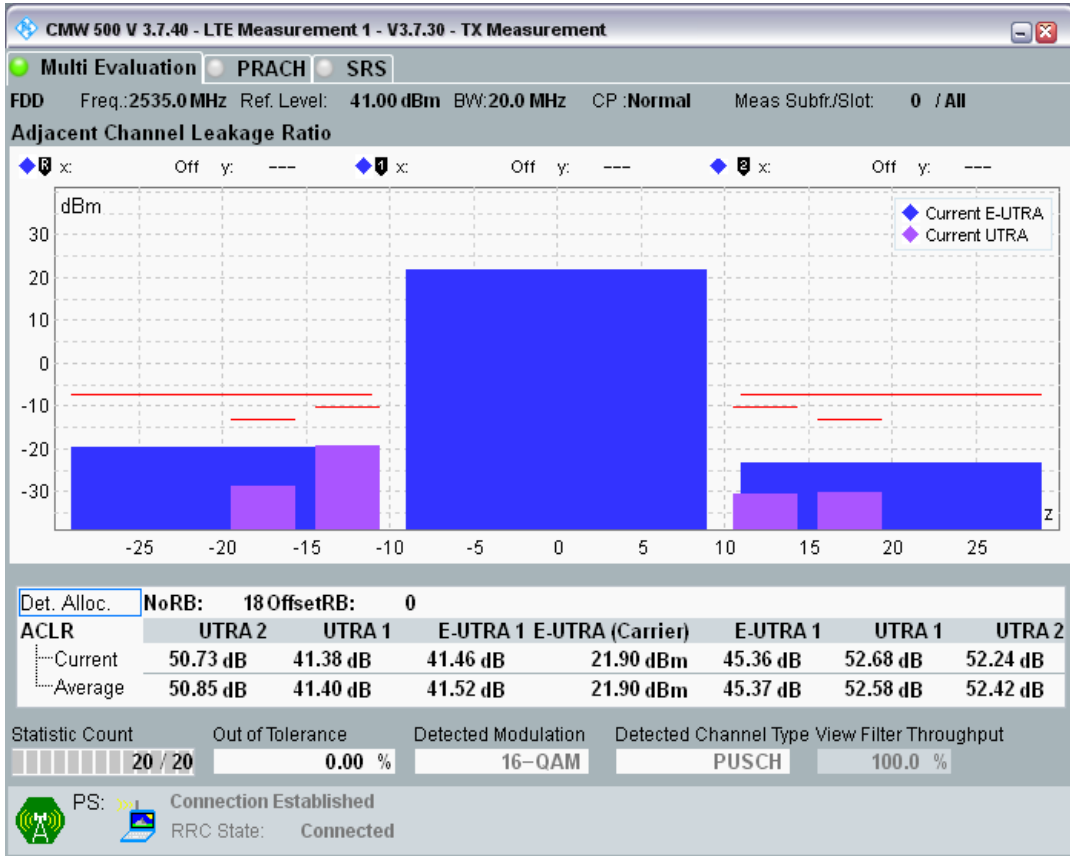 CMW 500 V 3.7.40 - LTE Measurement 1 - V3.7.30 - TX Measurement
Multi Evaluation PRACH SRS
FDD Freq.:2535.0 MHz Ref. Level: 41.00 dBm BW:20.0 MHz CP :Normal Meas Subfr./Slot: 0 / All
Adjacent Channel Leakage Ratio
R x: Off y: --- 1 x: Off y: --- 2 x: Off y: ---
dBm
Current E-UTRA
Current UTRA
30
20
10
0
-10
-20
-30
z
-25 -20 -15 -10 -5 0 5 10 15 20 25
Det. Alloc. NoRB: 18 OffsetRB: 0
ACLR UTRA 2 UTRA 1 E-UTRA 1 E-UTRA (Carrier) E-UTRA 1 UTRA 1 UTRA 2
Current 50.73 dB 41.38 dB 41.46 dB 21.90 dBm 45.36 dB 52.68 dB 52.24 dB
Average 50.85 dB 41.40 dB 41.52 dB 21.90 dBm 45.37 dB 52.58 dB 52.42 dB
Statistic Count Out of Tolerance Detected Modulation Detected Channel Type View Filter Throughput
20 / 20 0.00 % 16-QAM PUSCH 100.0 %
PS: Connection Established
RRC State: Connected